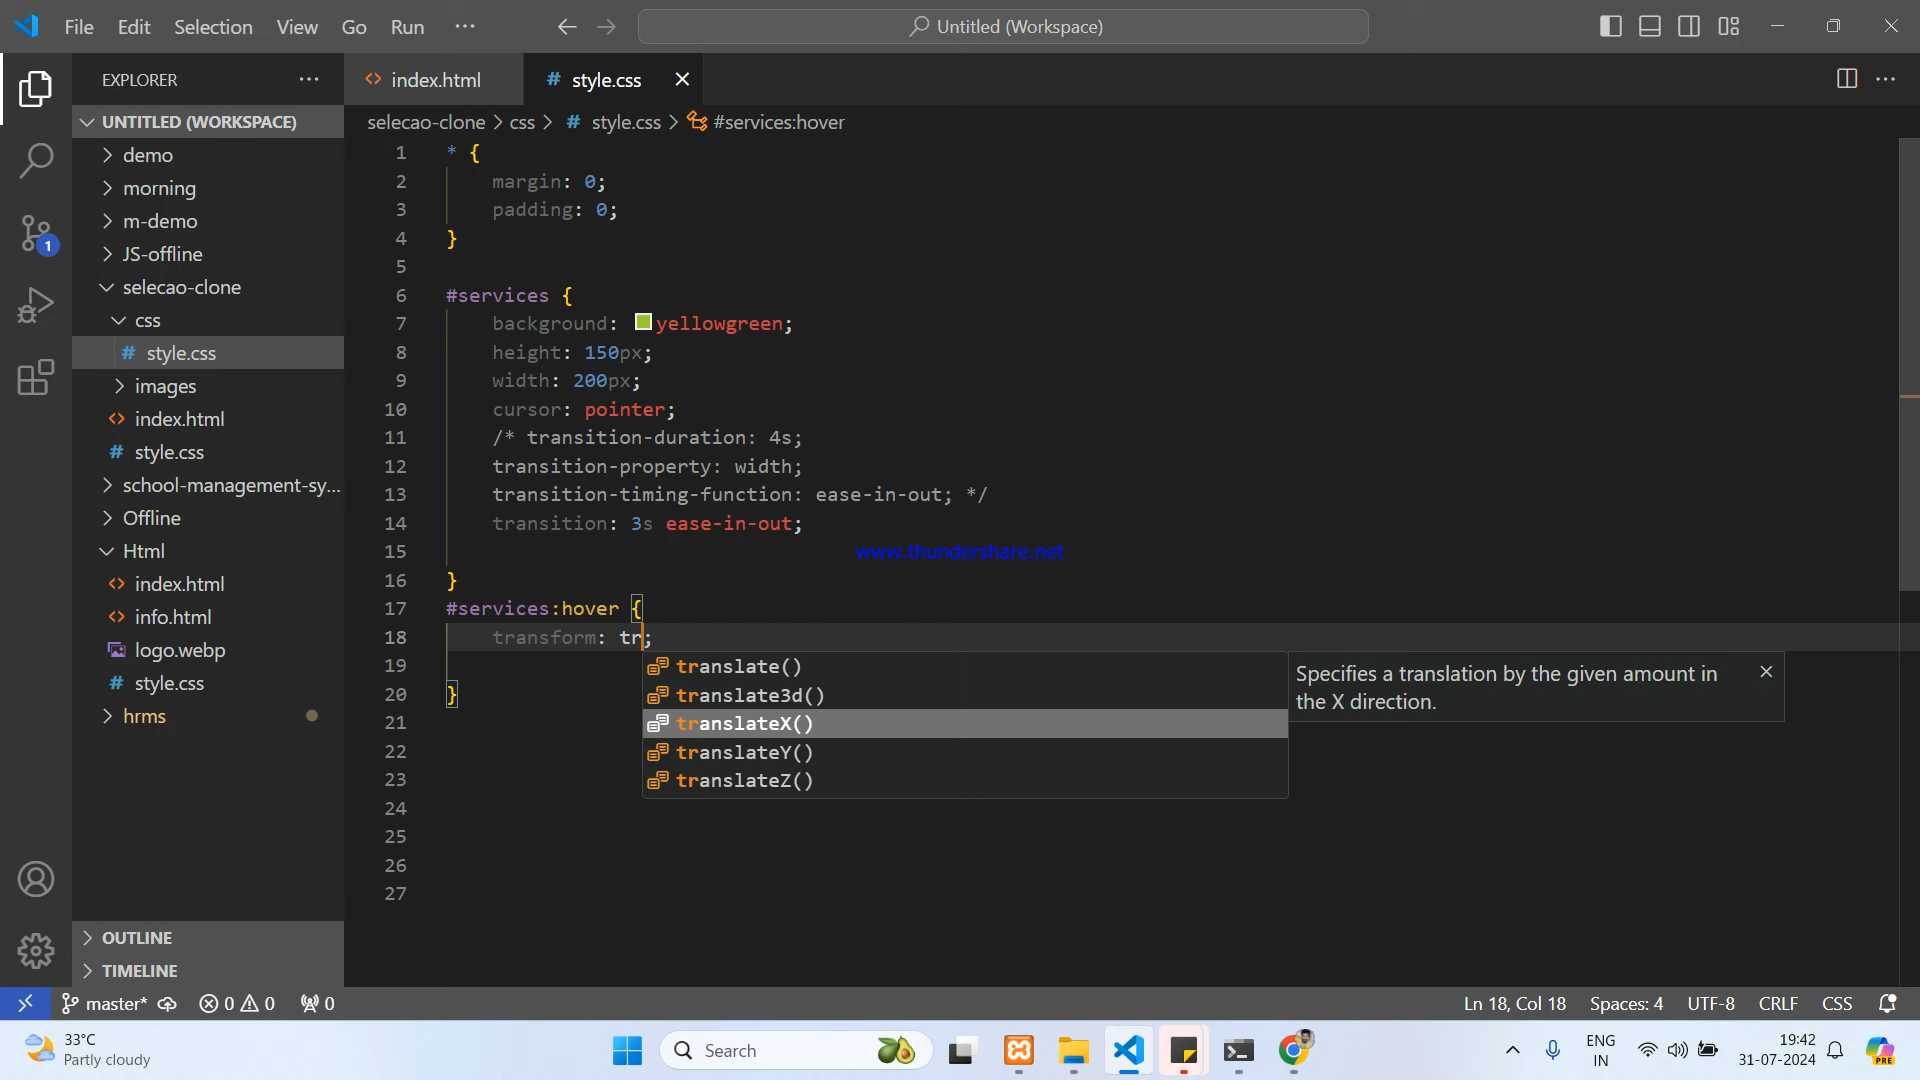 File Edit Selection View Go Run ···
Untitled (Workspace)
EXPLORER ···
index.html
# style.css
UNTITLED (WORKSPACE)
demo
morning
m-demo
JS-offline
selecao-clone
css
# style.css
images
<> index.html
# style.css
school-management-sy...
Offline
Html
<> index.html
<> info.html
logo.webp
# style.css
hrms
OUTLINE
TIMELINE
selecao-clone > css > # style.css > #services:hover
1 * {
2 margin: 0;
3 padding: 0;
4 }
5
6 #services {
7 background: yellowgreen;
8 height: 150px;
9 width: 200px;
10 cursor: pointer;
11 /* transition-duration: 4s;
12 transition-property: width;
13 transition-timing-function: ease-in-out; */
14 transition: 3s ease-in-out;
15
www.thundershare.net
16 }
17 #services:hover {
18 transform: tr;
19
20 }
21
22
23
24
25
26
27
translate()
translate3d()
translateX()
translateY()
translateZ()
Specifies a translation by the given amount in
the X direction.
1
master* 0 0 0
Ln 18, Col 18 Spaces: 4 UTF-8 CRLF CSS
33°C
Partly cloudy
Search
ENG
IN
19:42
31-07-2024
PRE